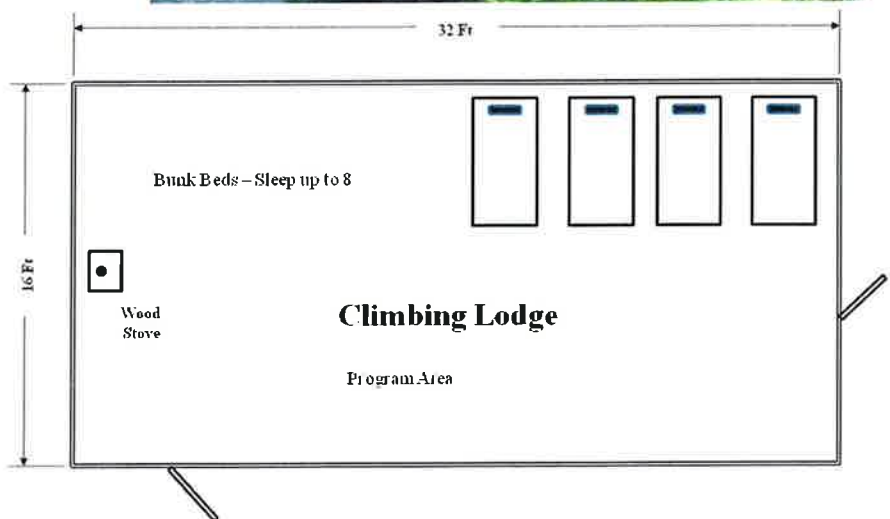 32 Ft
Bunk Beds – Sleep up to 8
16 Ft
Wood
Stove
Climbing Lodge
Program Area